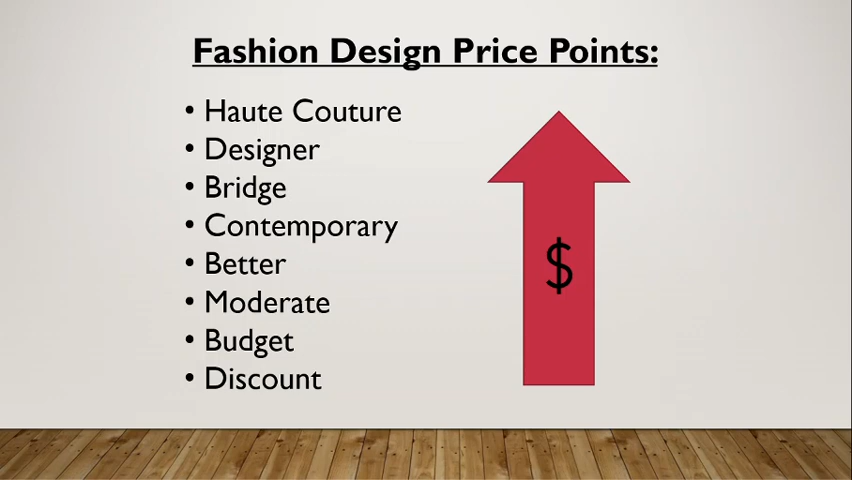 Fashion Design Price Points:
• Haute Couture
• Designer
• Bridge
• Contemporary
• Better
• Moderate
• Budget
• Discount
$